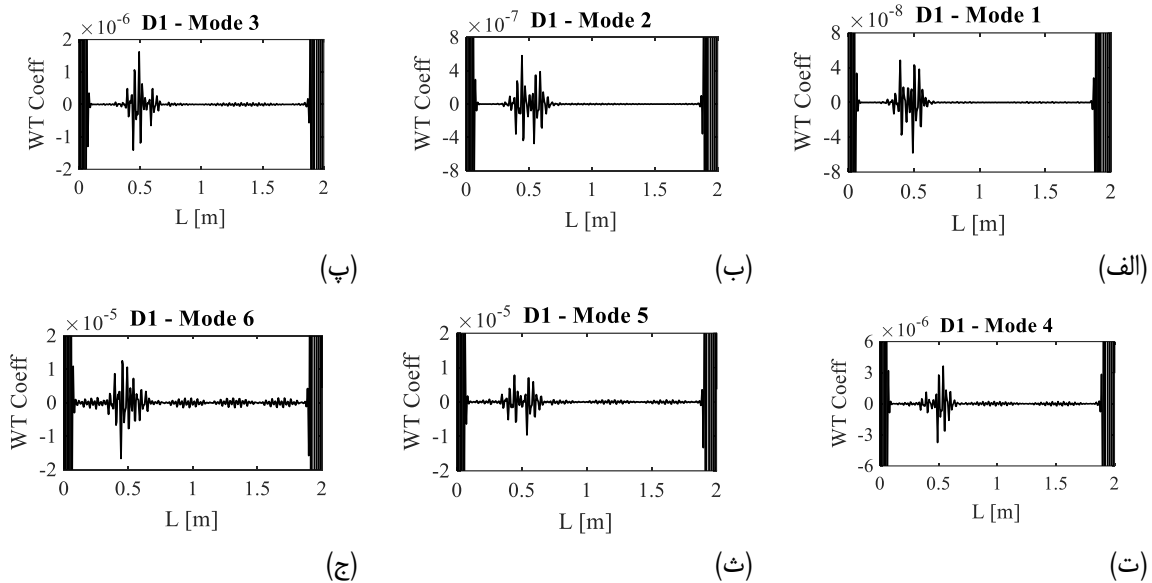 ×10⁻⁸ D1 - Mode 1
8
4
0
-4
-8
WT Coeff
0 0.5 1 1.5 2
L [m]
(الف)
×10⁻⁷ D1 - Mode 2
8
4
0
-4
-8
WT Coeff
0 0.5 1 1.5 2
L [m]
(ب)
×10⁻⁶ D1 - Mode 3
2
1
0
-1
-2
WT Coeff
0 0.5 1 1.5 2
L [m]
(پ)
×10⁻⁶ D1 - Mode 4
6
3
0
-3
-6
WT Coeff
0 0.5 1 1.5 2
L [m]
(ت)
×10⁻⁵ D1 - Mode 5
2
1
0
-1
-2
WT Coeff
0 0.5 1 1.5 2
L [m]
(ث)
×10⁻⁵ D1 - Mode 6
2
1
0
-1
-2
WT Coeff
0 0.5 1 1.5 2
L [m]
(ج)